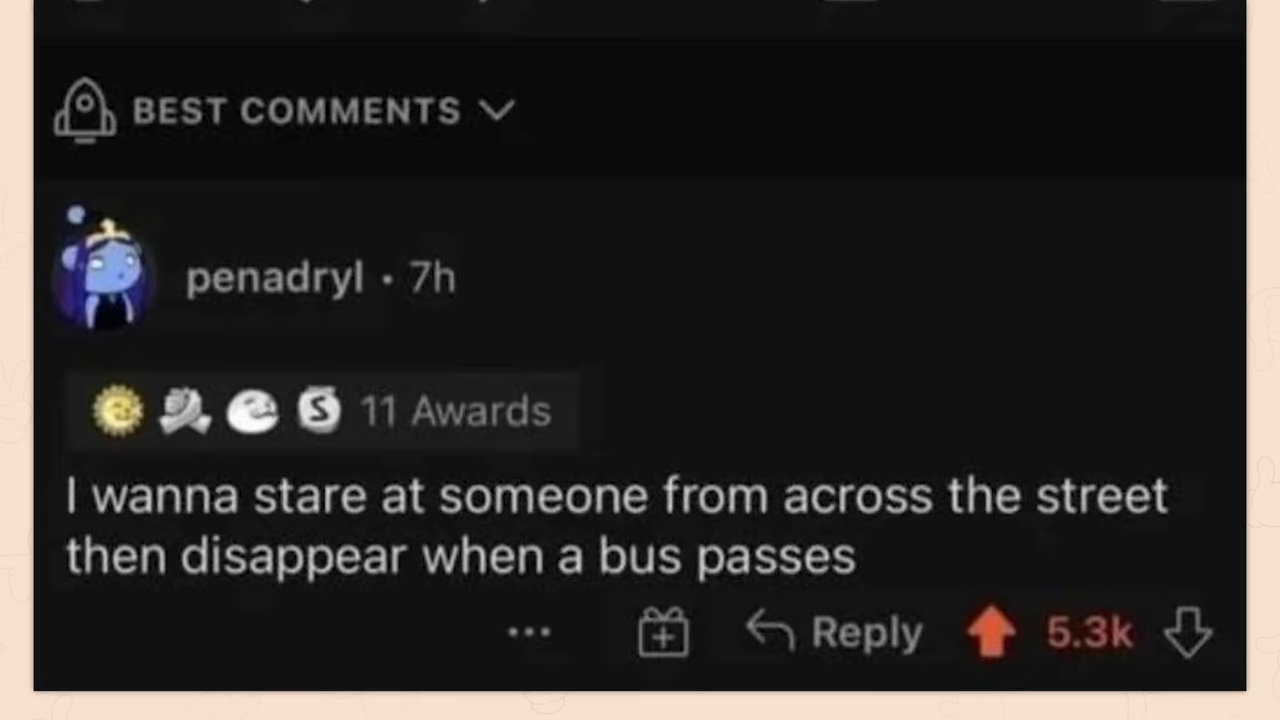 BEST COMMENTS
penadryl · 7h
11 Awards
I wanna stare at someone from across the street
then disappear when a bus passes
Reply 5.3k